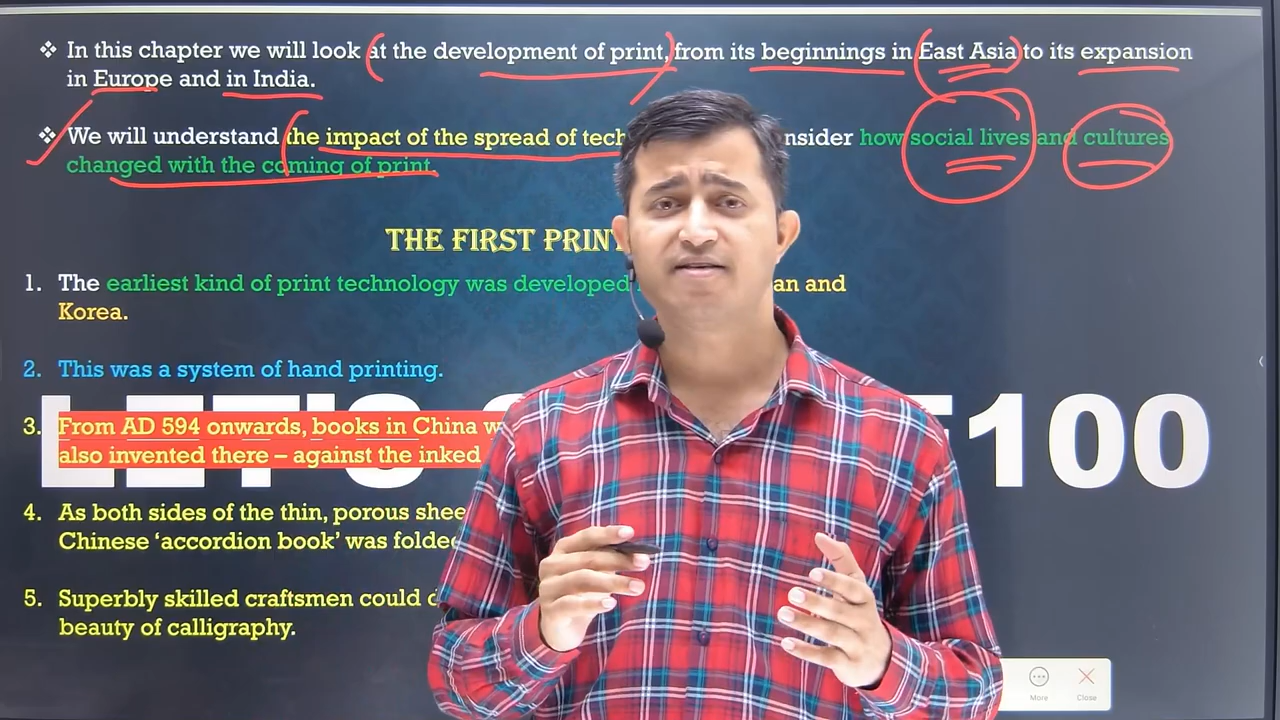 ❖ In this chapter we will look at the development of print, from its beginnings in East Asia to its expansion
in Europe and in India.
❖ We will understand the impact of the spread of tech nsider how social lives and cultures
changed with the coming of print.
THE FIRST PRINT
1. The earliest kind of print technology was developed an and
Korea.
2. This was a system of hand printing.
3. From AD 594 onwards, books in China w
also invented there – against the inked
LET'S E100
4. As both sides of the thin, porous shee
Chinese ‘accordion book’ was folde
5. Superbly skilled craftsmen could d
beauty of calligraphy.
More Close